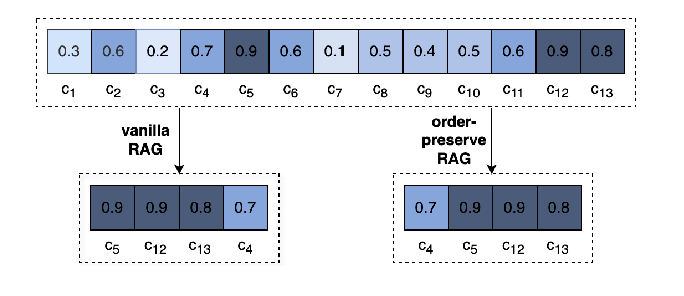 0.3 0.6 0.2 0.7 0.9 0.6 0.1 0.5 0.4 0.5 0.6 0.9 0.8
c1 c2 c3 c4 c5 c6 c7 c8 c9 c10 c11 c12 c13
vanilla
RAG
order-
preserve
RAG
0.9 0.9 0.8 0.7
c5 c12 c13 c4
0.7 0.9 0.9 0.8
c4 c5 c12 c13